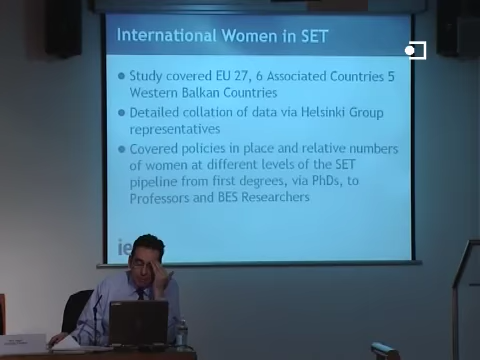 International Women in SET
Study covered EU 27, 6 Associated Countries 5
Western Balkan Countries
Detailed collation of data via Helsinki Group
representatives
Covered policies in place and relative numbers
of women at different levels of the SET
pipeline from first degrees, via PhDs, to
Professors and BES Researchers